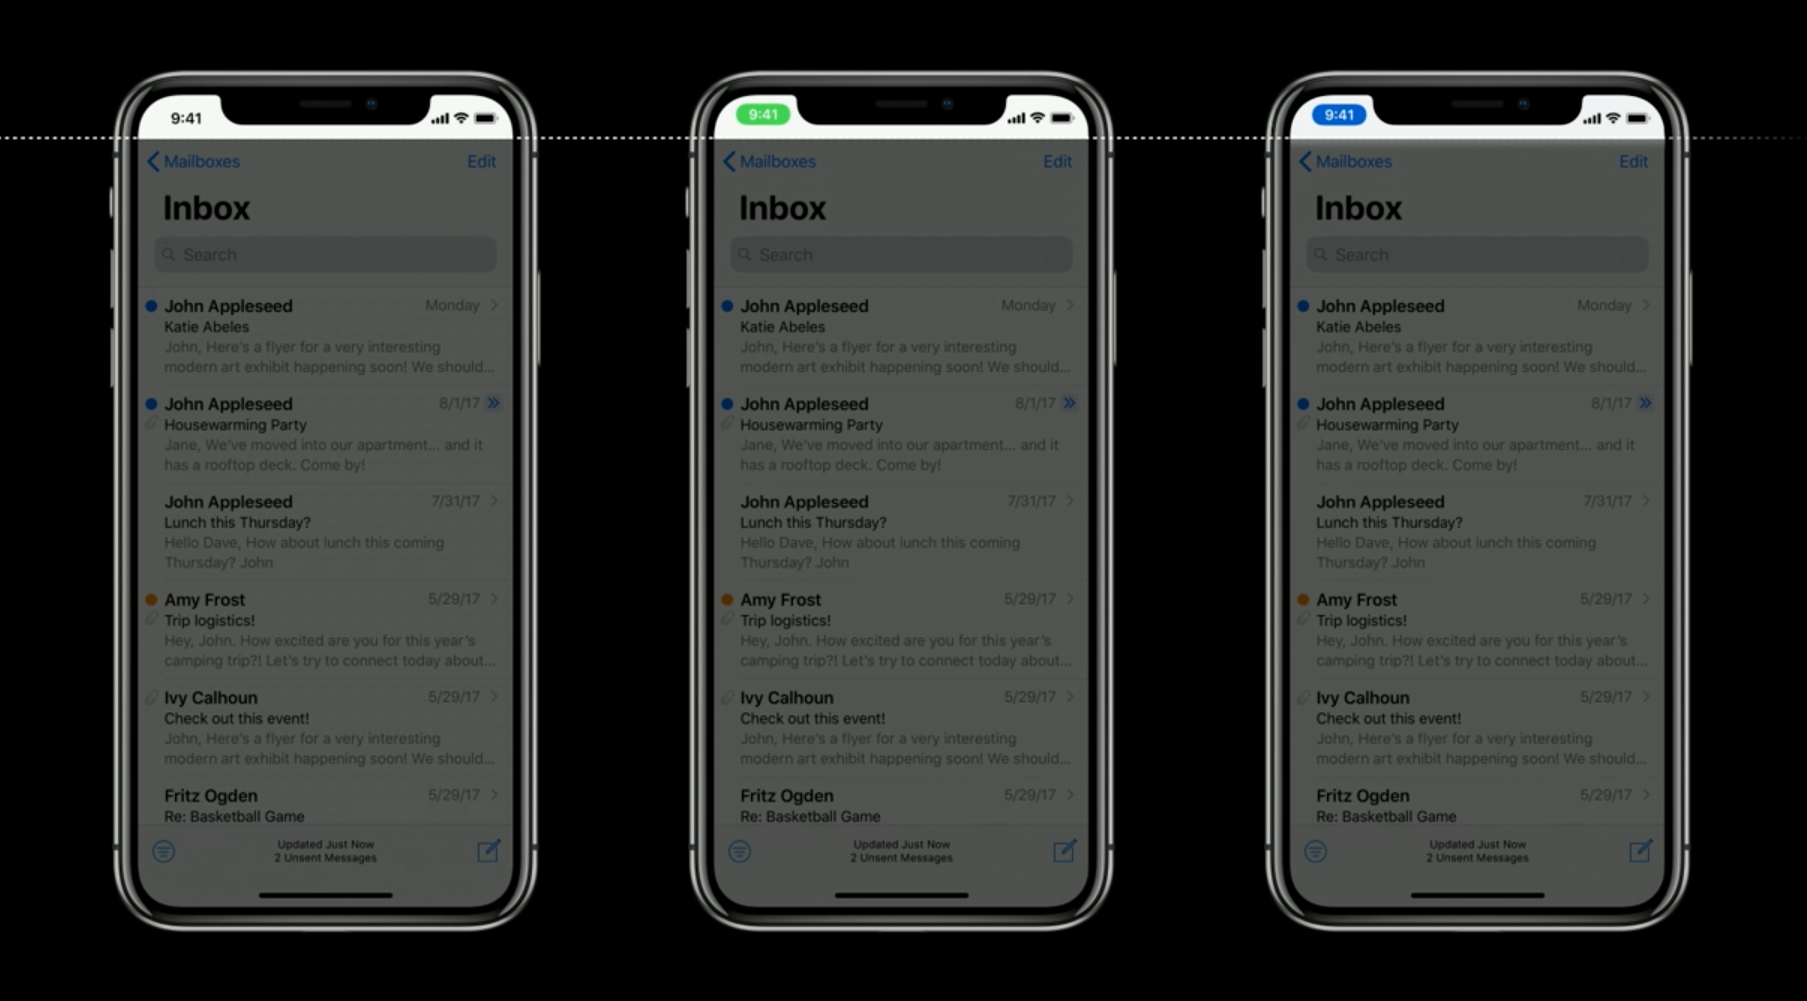 9:41
Mailboxes
Edit
Inbox
Search
John Appleseed
Monday
Katie Abeles
John, Here's a flyer for a very interesting
modern art exhibit happening soon! We should...
John Appleseed
8/1/17
Housewarming Party
Jane, We've moved into our apartment... and it
has a rooftop deck. Come by!
John Appleseed
7/31/17
Lunch this Thursday?
Hello Dave, How about lunch this coming
Thursday? John
Amy Frost
5/29/17
Trip logistics!
Hey, John. How excited are you for this year's
camping trip?! Let's try to connect today about...
Ivy Calhoun
5/29/17
Check out this event!
John, Here's a flyer for a very interesting
modern art exhibit happening soon! We should...
Fritz Ogden
5/29/17
Re: Basketball Game
Updated Just Now
2 Unsent Messages
9:41
Mailboxes
Edit
Inbox
Search
John Appleseed
Monday
Katie Abeles
John, Here's a flyer for a very interesting
modern art exhibit happening soon! We should...
John Appleseed
8/1/17
Housewarming Party
Jane, We've moved into our apartment... and it
has a rooftop deck. Come by!
John Appleseed
7/31/17
Lunch this Thursday?
Hello Dave, How about lunch this coming
Thursday? John
Amy Frost
5/29/17
Trip logistics!
Hey, John. How excited are you for this year's
camping trip?! Let's try to connect today about...
Ivy Calhoun
5/29/17
Check out this event!
John, Here's a flyer for a very interesting
modern art exhibit happening soon! We should...
Fritz Ogden
5/29/17
Re: Basketball Game
Updated Just Now
2 Unsent Messages
9:41
Mailboxes
Edit
Inbox
Search
John Appleseed
Monday
Katie Abeles
John, Here's a flyer for a very interesting
modern art exhibit happening soon! We should...
John Appleseed
8/1/17
Housewarming Party
Jane, We've moved into our apartment... and it
has a rooftop deck. Come by!
John Appleseed
7/31/17
Lunch this Thursday?
Hello Dave, How about lunch this coming
Thursday? John
Amy Frost
5/29/17
Trip logistics!
Hey, John. How excited are you for this year's
camping trip?! Let's try to connect today about...
Ivy Calhoun
5/29/17
Check out this event!
John, Here's a flyer for a very interesting
modern art exhibit happening soon! We should...
Fritz Ogden
5/29/17
Re: Basketball Game
Updated Just Now
2 Unsent Messages